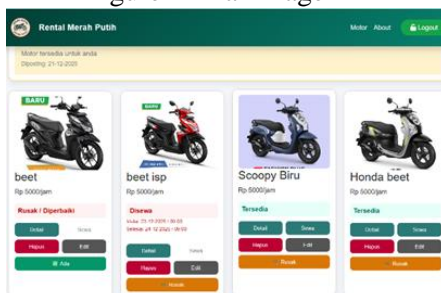 Rental Merah Putih
Motor About Logout
Motor tersedia untuk anda
Diposting: 21-12-2025
BARU
beet
Rp 5000/jam
Rusak / Diperbaiki
Detail Sewa
Hapus Edit
Ada
BARU
beet isp
Rp 5000/jam
Disewa
Detail Sewa
Hapus Edit
Rusak
Scoopy Biru
Rp 5000/jam
Tersedia
Detail Sewa
Hapus Edit
Rusak
Honda beet
Rp 5000/jam
Tersedia
Detail Sewa
Hapus Edit
Rusak